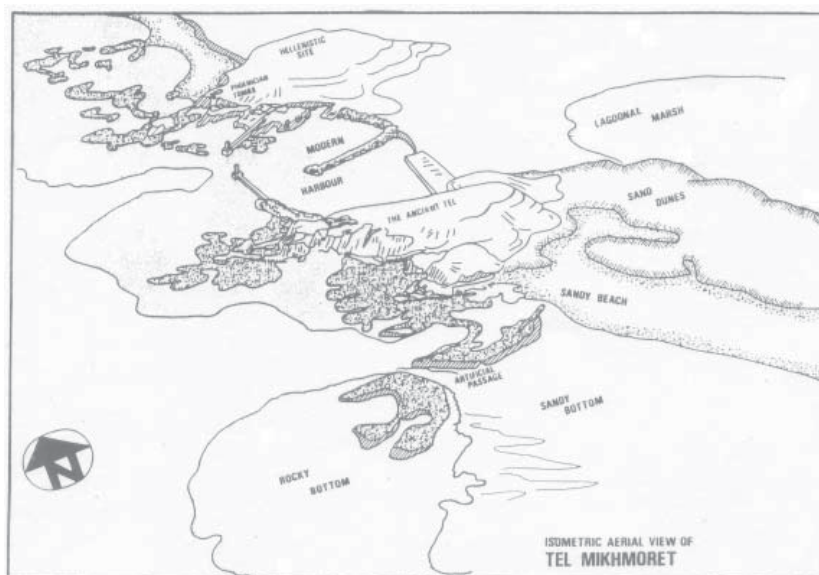 HELLENISTIC
SITE
PHOENICIAN
TOMBS
LAGOONAL MARSH
MODERN
HARBOUR
THE ANCIENT TEL
SAND
DUNES
SANDY BEACH
ARTIFICIAL
PASSAGE
SANDY
BOTTOM
ROCKY
BOTTOM
N
ISOMETRIC AERIAL VIEW OF
TEL MIKHMORET